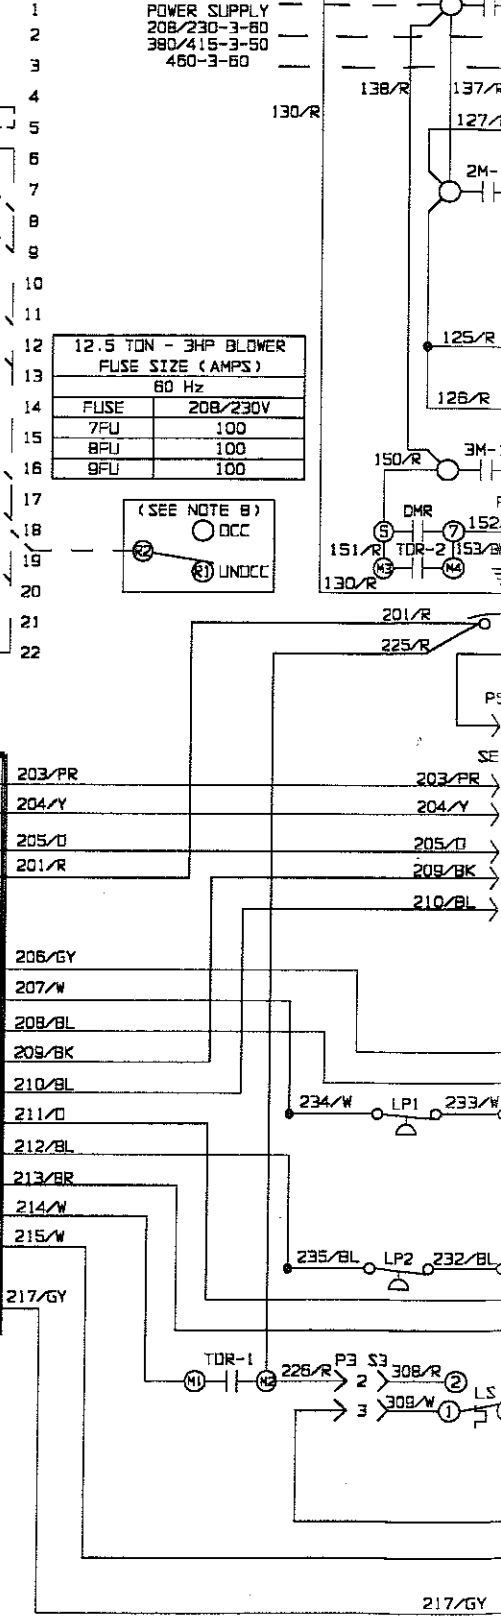 1
2
3
4
5
6
7
8
9
10
11
12
13
14
15
16
17
18
19
20
21
22
POWER SUPPLY
208/230-3-60
380/415-3-50
460-3-60
130/R
138/R
137/R
127/
2M-
125/R
126/R
12.5 TON - 3HP BLOWER
FUSE SIZE (AMPS)
60 Hz
FUSE 208/230V
7FU 100
8FU 100
9FU 100
150/R
3M-
(SEE NOTE 8)
OCC
R2
R1 UNOCC
DMR
5 7 152
151/R TDR-2 153/B
M3 M4
130/R
201/R
225/R
PS
SE
203/PR 203/PR
204/Y 204/Y
205/O 205/O
201/R 209/BK
210/BL
206/GY
207/W
208/BL
209/BK
210/BL
234/W LP1 233/W
211/O
212/BL
213/BR
214/W
215/W
235/BL LP2 232/BL
217/GY
TDR-1
M1 M2 226/R P3 S3 308/R 2
2
3 309/W 1 LS
217/GY